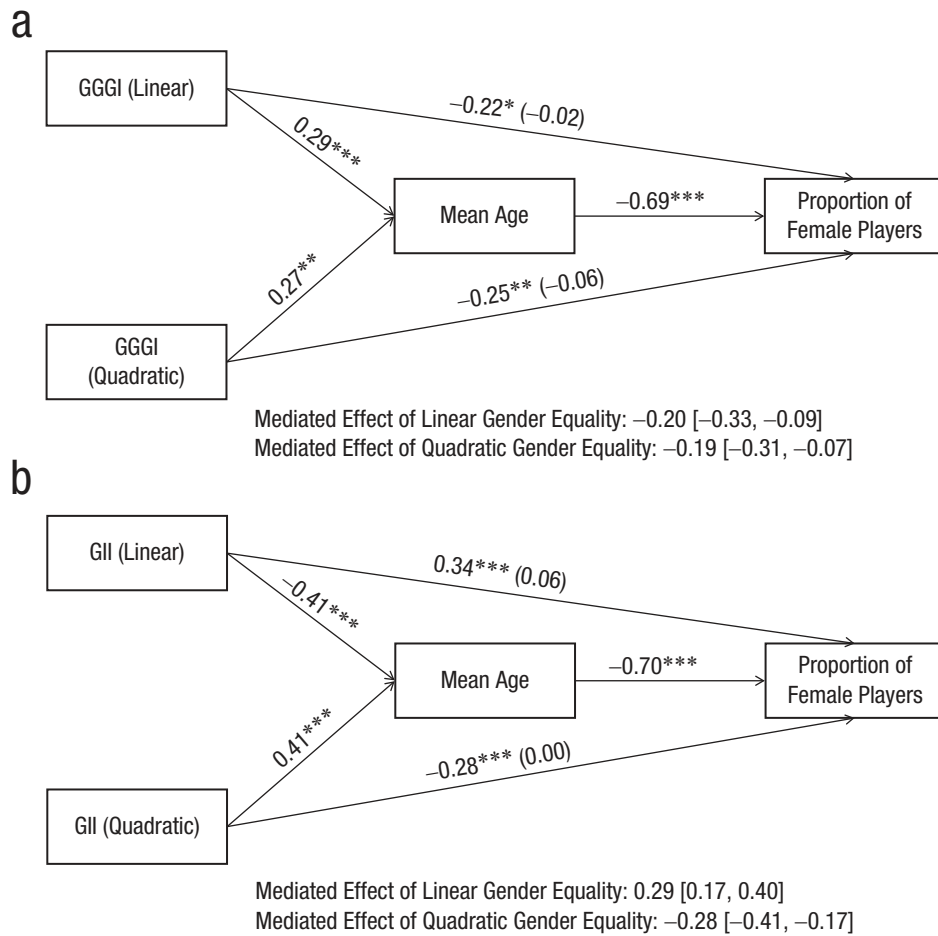 a
GGGI (Linear)
–0.22* (–0.02)
0.29***
Mean Age
–0.69***
Proportion of
Female Players
0.27**
–0.25** (–0.06)
GGGI
(Quadratic)
Mediated Effect of Linear Gender Equality: –0.20 [–0.33, –0.09]
Mediated Effect of Quadratic Gender Equality: –0.19 [–0.31, –0.07]
b
GII (Linear)
0.34*** (0.06)
–0.41***
Mean Age
–0.70***
Proportion of
Female Players
0.41***
–0.28*** (0.00)
GII (Quadratic)
Mediated Effect of Linear Gender Equality: 0.29 [0.17, 0.40]
Mediated Effect of Quadratic Gender Equality: –0.28 [–0.41, –0.17]